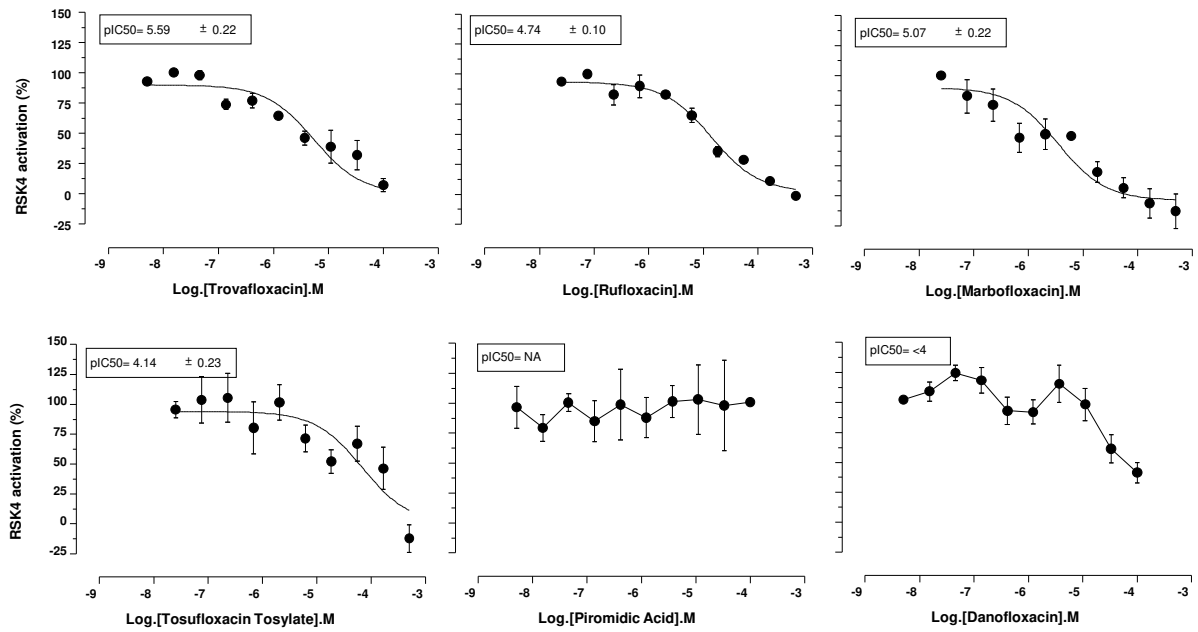 150
125
100
75
50
25
0
-25
RSK4 activation (%)
pIC50= 5.59 ± 0.22
-9 -8 -7 -6 -5 -4 -3
Log.[Trovafloxacin].M
pIC50= 4.74 ± 0.10
-9 -8 -7 -6 -5 -4 -3
Log.[Rufloxacin].M
pIC50= 5.07 ± 0.22
-9 -8 -7 -6 -5 -4 -3
Log.[Marbofloxacin].M
150
125
100
75
50
25
0
-25
RSK4 activation (%)
pIC50= 4.14 ± 0.23
-9 -8 -7 -6 -5 -4 -3
Log.[Tosufloxacin Tosylate].M
pIC50= NA
-9 -8 -7 -6 -5 -4 -3
Log.[Piromidic Acid].M
pIC50= <4
-9 -8 -7 -6 -5 -4 -3
Log.[Danofloxacin].M